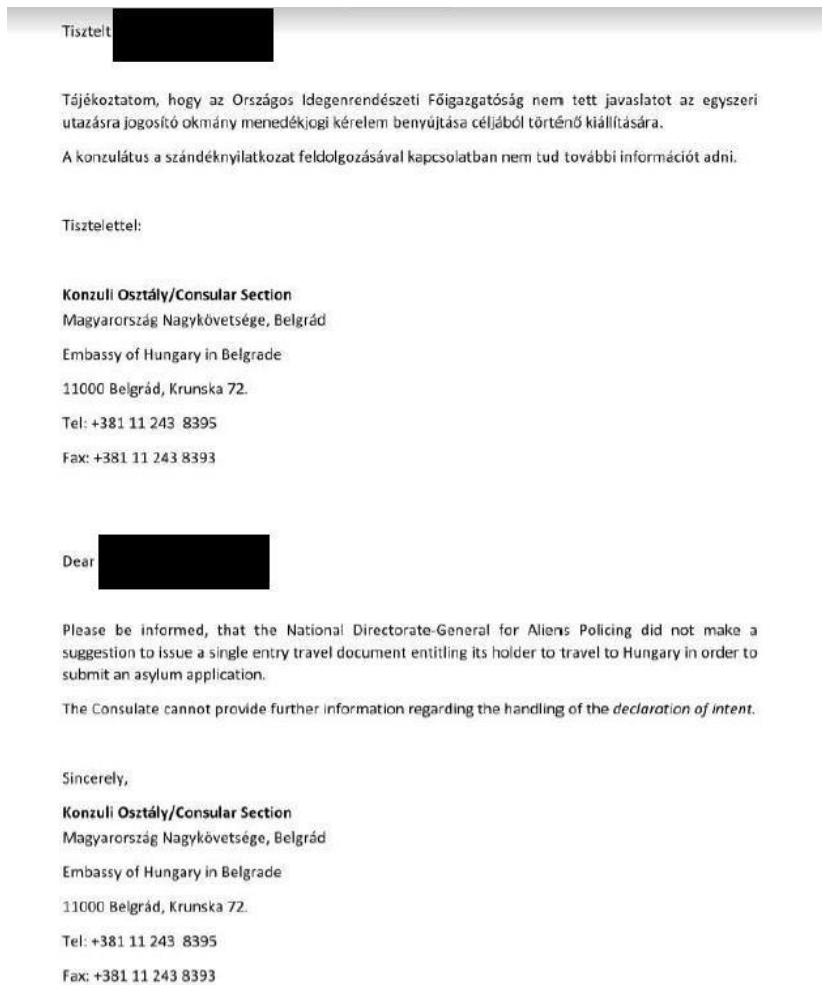 Tisztelt
Tájékoztatom, hogy az Országos Idegenrendészeti Főigazgatóság nem tett javaslatot az egyszeri
utazásra jogosító okmány menedékjogi kérelem benyújtása céljából történő kiállítására.
A konzulátus a szándéknyilatkozat feldolgozásával kapcsolatban nem tud további információt adni.
Tisztelettel:
Konzuli Osztály/Consular Section
Magyarország Nagykövetsége, Belgrád
Embassy of Hungary in Belgrade
11000 Belgrád, Krunska 72.
Tel: +381 11 243 8395
Fax: +381 11 243 8393
Dear
Please be informed, that the National Directorate-General for Aliens Policing did not make a
suggestion to issue a single entry travel document entitling its holder to travel to Hungary in order to
submit an asylum application.
The Consulate cannot provide further information regarding the handling of the declaration of intent.
Sincerely,
Konzuli Osztály/Consular Section
Magyarország Nagykövetsége, Belgrád
Embassy of Hungary in Belgrade
11000 Belgrád, Krunska 72.
Tel: +381 11 243 8395
Fax: +381 11 243 8393